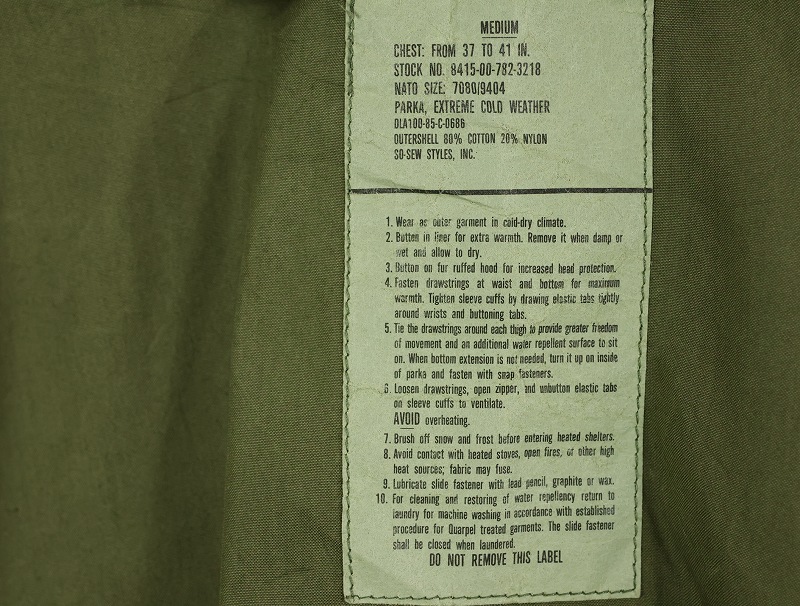 MEDIUM
CHEST: FROM 37 TO 41 IN.
STOCK NO. 8415-00-782-3218
NATO SIZE: 7080/9404
PARKA, EXTREME COLD WEATHER
DLA100-85-C-0686
OUTERSHELL 80% COTTON 20% NYLON
SO-SEW STYLES, INC.
1. Wear as outer garment in cold-dry climate.
2. Button in liner for extra warmth. Remove it when damp or
wet and allow to dry.
3. Button on fur ruffed hood for increased head protection.
4. Fasten drawstrings at waist and bottom for maximum
warmth. Tighten sleeve cuffs by drawing elastic tabs tightly
around wrists and buttoning tabs.
5. Tie the drawstrings around each thigh to provide greater freedom
of movement and an additional water repellent surface to sit
on. When bottom extension is not needed, turn it up on inside
of parka and fasten with snap fasteners.
6. Loosen drawstrings, open zipper, and unbutton elastic tabs
on sleeve cuffs to ventilate.
AVOID overheating.
7. Brush off snow and frost before entering heated shelters.
8. Avoid contact with heated stoves, open fires, or other high
heat sources; fabric may fuse.
9. Lubricate slide fastener with lead pencil, graphite or wax.
10. For cleaning and restoring of water repellency return to
laundry for machine washing in accordance with established
procedure for Quarpel treated garments. The slide fastener
shall be closed when laundered.
DO NOT REMOVE THIS LABEL